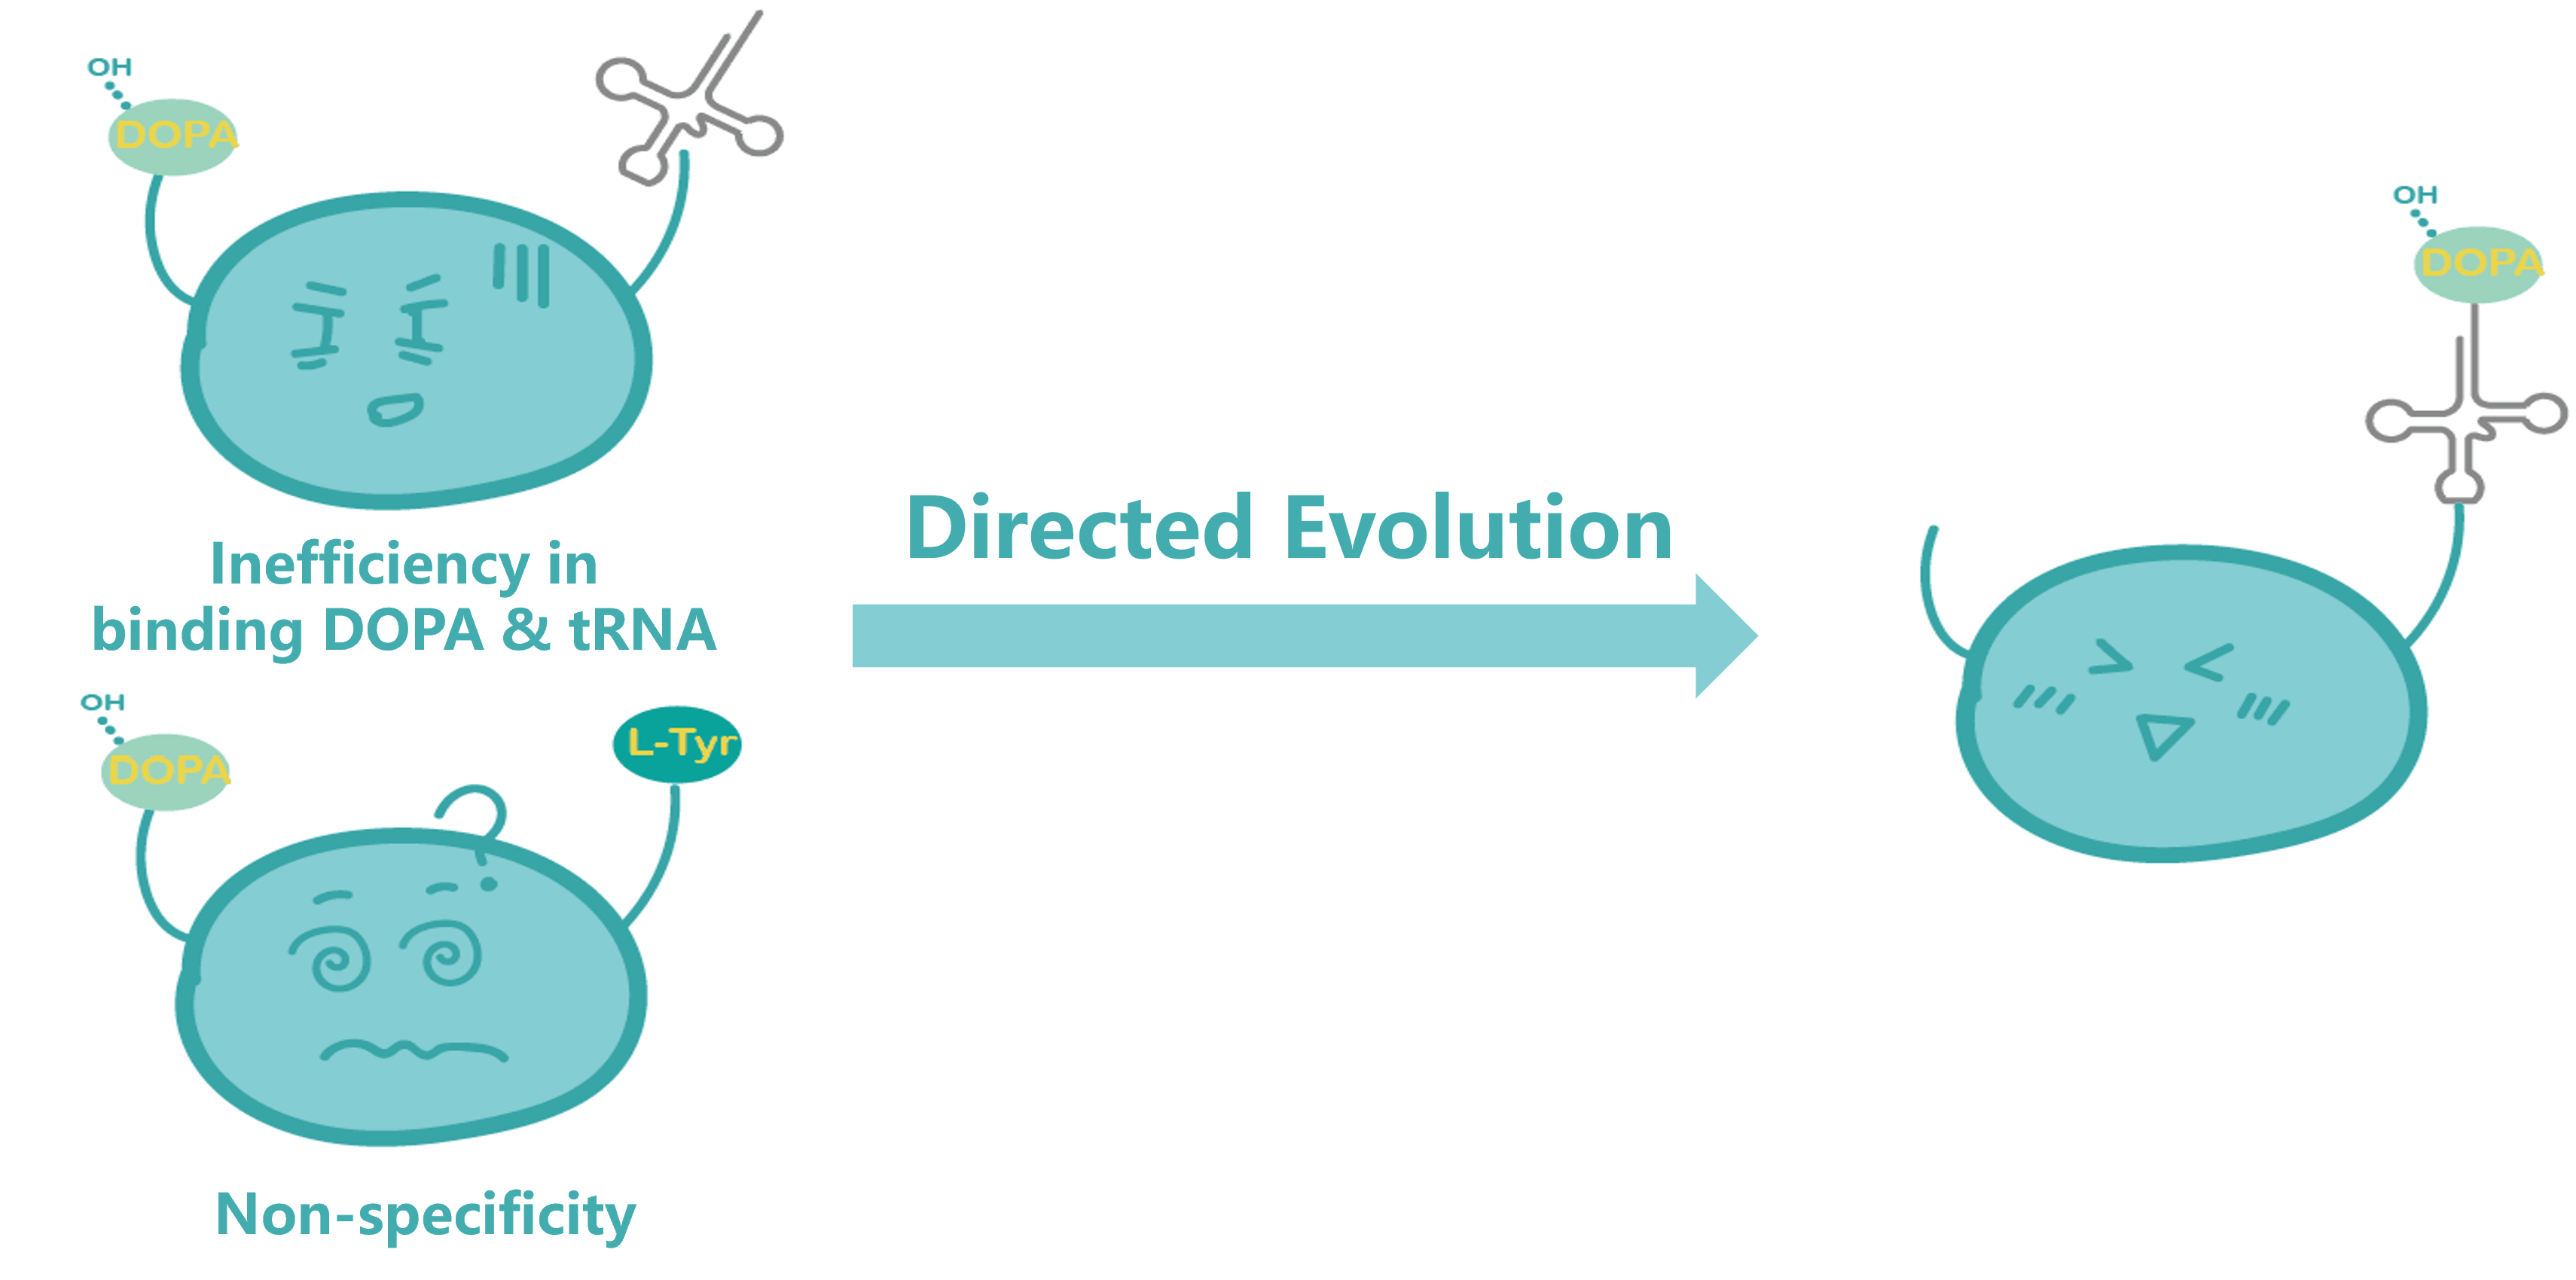 OH
DOPA
Inefficiency in
binding DOPA & tRNA
OH
DOPA
L-Tyr
?
Non-specificity
Directed Evolution
OH
DOPA